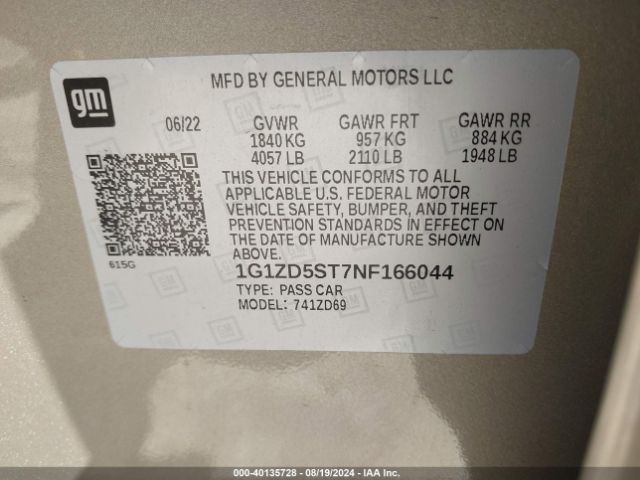 gm
MFD BY GENERAL MOTORS LLC
06/22 GVWR GAWR FRT GAWR RR
1840 KG 957 KG 884 KG
4057 LB 2110 LB 1948 LB
THIS VEHICLE CONFORMS TO ALL
APPLICABLE U.S. FEDERAL MOTOR
VEHICLE SAFETY, BUMPER, AND THEFT
PREVENTION STANDARDS IN EFFECT ON
THE DATE OF MANUFACTURE SHOWN
ABOVE.
615G
1G1ZD5ST7NF166044
TYPE: PASS CAR
MODEL: 741ZD69
000-40135728 - 08/19/2024 - IAA Inc.